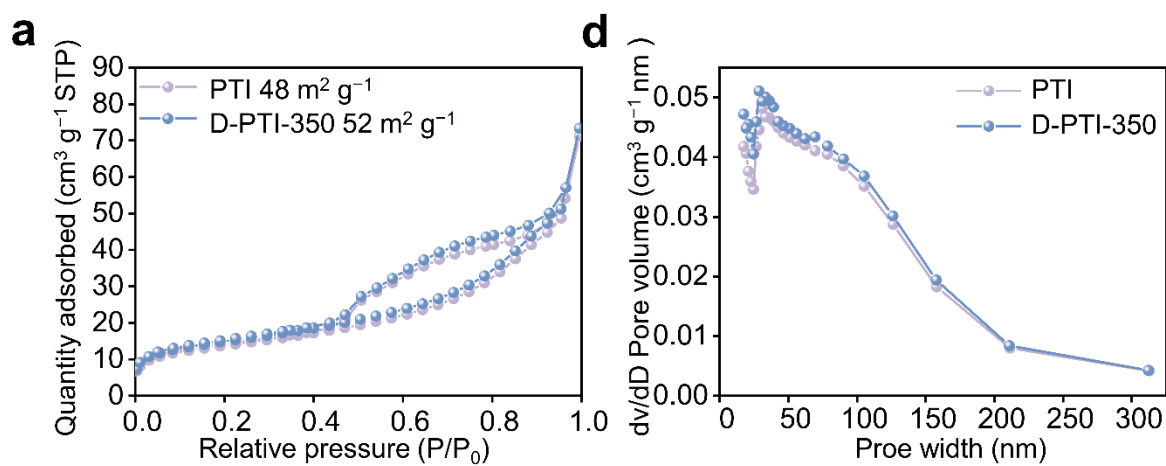 a
Quantity adsorbed (cm³ g⁻¹ STP)
90
80
70
60
50
40
30
20
10
0
PTI 48 m² g⁻¹
D-PTI-350 52 m² g⁻¹
0.0 0.2 0.4 0.6 0.8 1.0
Relative pressure (P/P₀)
d
dv/dD Pore volume (cm³ g⁻¹ nm)
0.05
0.04
0.03
0.02
0.01
0.00
PTI
D-PTI-350
0 50 100 150 200 250 300
Proe width (nm)